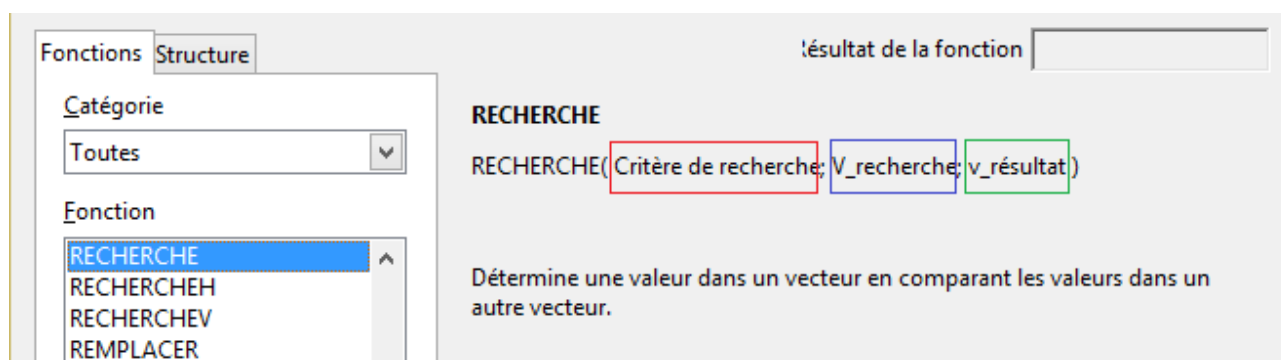 Fonctions Structure
Résultat de la fonction
Catégorie
Toutes
RECHERCHE
RECHERCHE( Critère de recherche; V_recherche; v_résultat )
Fonction
RECHERCHE
RECHERCHEH
RECHERCHEV
REMPLACER
Détermine une valeur dans un vecteur en comparant les valeurs dans un
autre vecteur.